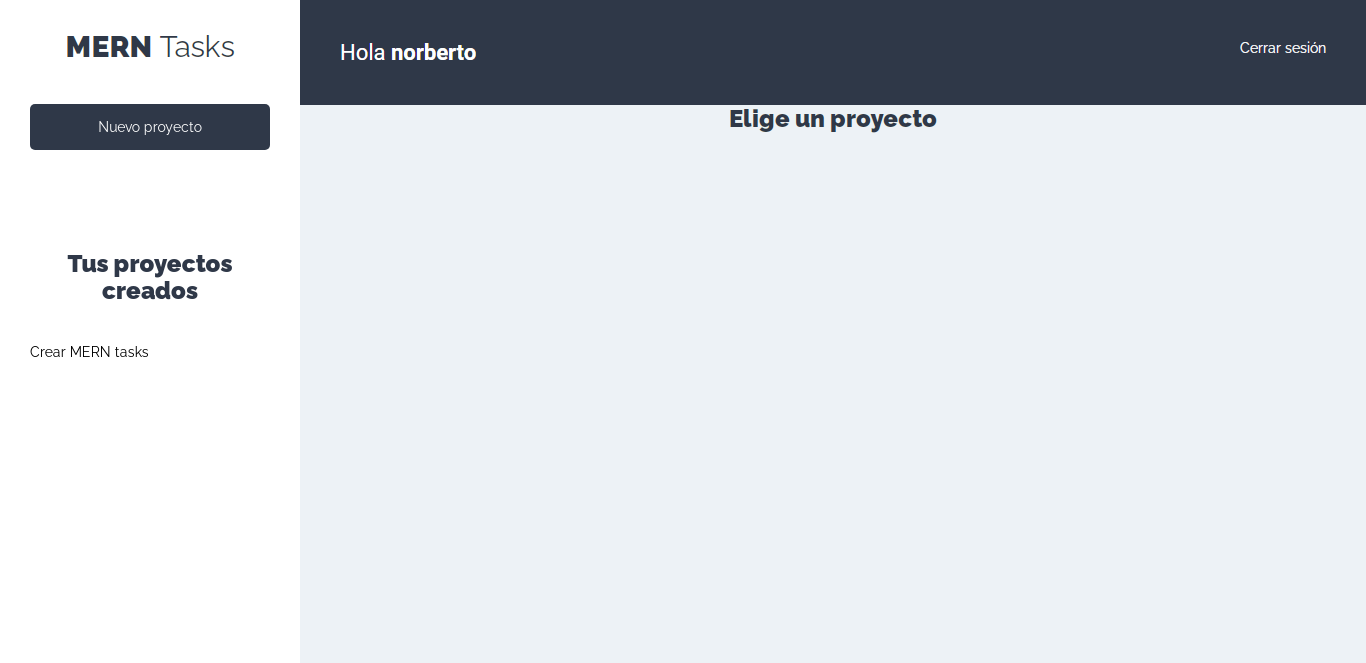 MERN Tasks
Nuevo proyecto
Tus proyectos
creados
Crear MERN tasks
Hola norberto
Cerrar sesión
Elige un proyecto